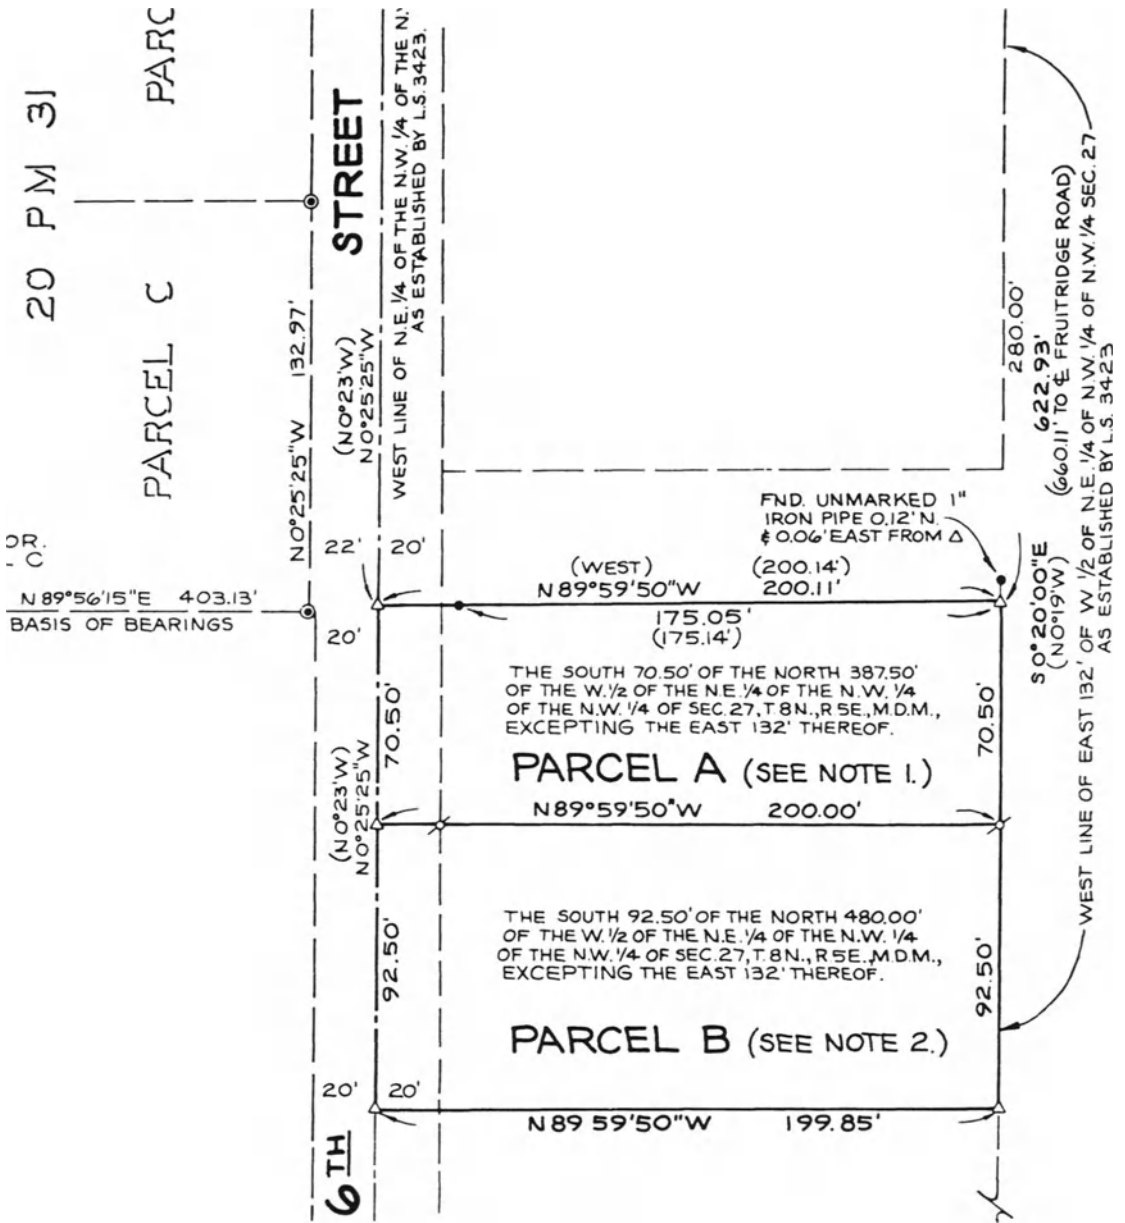 20 P M 31
PARC
PARCEL C
N0°25'25"W 132.97'
STREET
(N0°23'W)
N0°25'25"W
WEST LINE OF N.E.¼ OF THE N.W.¼ OF THE N.
AS ESTABLISHED BY L.S. 3423.
280.00'
622.93'
(660.11' TO ℄ FRUITRIDGE ROAD)
S0°20'00"E
(N0°19'W)
WEST LINE OF EAST 132' OF W ½ OF N.E. ¼ OF N.W. ¼ OF N.W. ¼ SEC. 27
AS ESTABLISHED BY L.S. 3423
OR.
C
N 89°56'15"E 403.13'
BASIS OF BEARINGS
22' 20'
FND. UNMARKED 1"
IRON PIPE 0.12' N.
& 0.06' EAST FROM △
(WEST) (200.14')
N 89°59'50"W 200.11'
175.05'
(175.14')
20'
70.50'
THE SOUTH 70.50' OF THE NORTH 387.50'
OF THE W.½ OF THE N.E.¼ OF THE N.W. ¼
OF THE N.W. ¼ OF SEC.27, T.8N., R5E., M.D.M.,
EXCEPTING THE EAST 132' THEREOF.
70.50'
PARCEL A (SEE NOTE 1.)
(N0°23'W)
N0°25'25"W
N89°59'50"W 200.00'
92.50'
THE SOUTH 92.50' OF THE NORTH 480.00'
OF THE W.½ OF THE N.E.¼ OF THE N.W. ¼
OF THE N.W. ¼ OF SEC.27, T.8N., R5E., M.D.M.,
EXCEPTING THE EAST 132' THEREOF.
92.50'
PARCEL B (SEE NOTE 2.)
20' 20'
N 89 59'50"W 199.85'
6TH